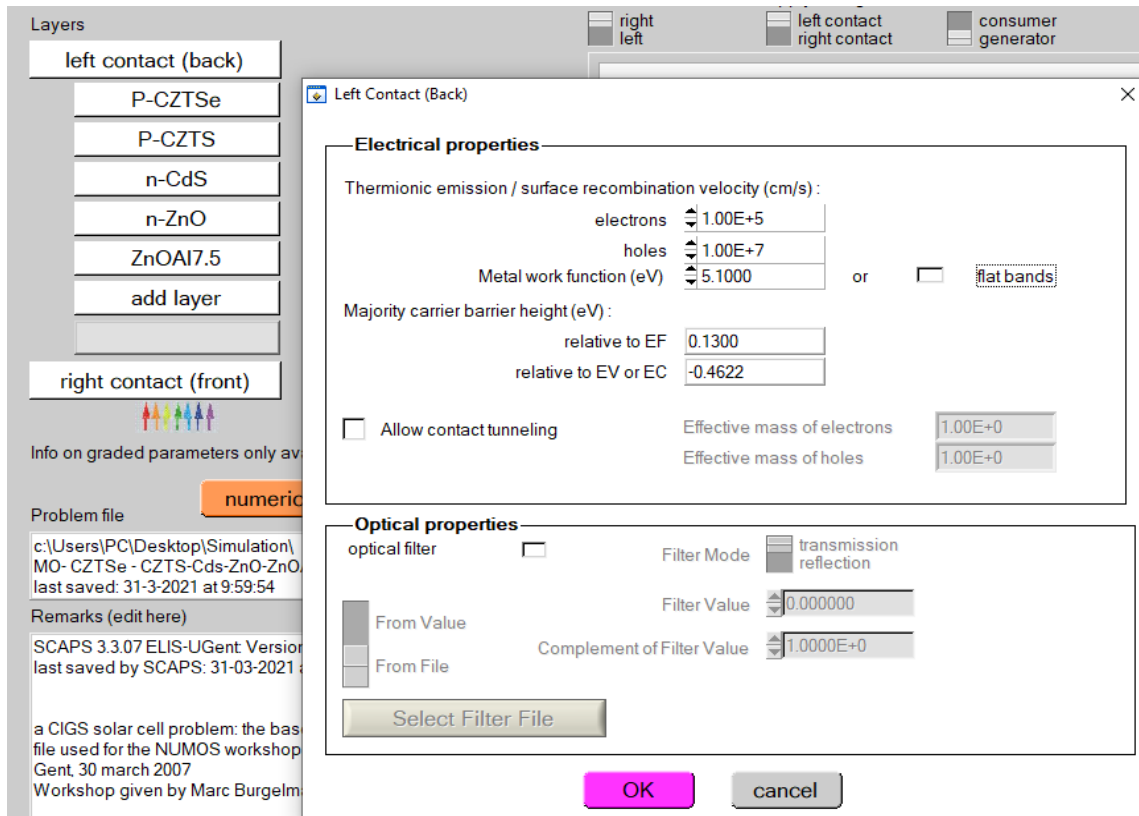 Layers
right
left
left contact
right contact
consumer
generator
left contact (back)
P-CZTSe
P-CZTS
n-CdS
n-ZnO
ZnOAl7.5
add layer
right contact (front)
Info on graded parameters only av
numeric
Problem file
c:\Users\PC\Desktop\Simulation\
MO- CZTSe - CZTS-Cds-ZnO-ZnO
last saved: 31-3-2021 at 9:59:54
Remarks (edit here)
SCAPS 3.3.07 ELIS-UGent: Version
last saved by SCAPS: 31-03-2021
a CIGS solar cell problem: the bas
file used for the NUMOS workshop
Gent, 30 march 2007
Workshop given by Marc Burgelm
Left Contact (Back)
Electrical properties
Thermionic emission / surface recombination velocity (cm/s) :
electrons 1.00E+5
holes 1.00E+7
Metal work function (eV) 5.1000 or flat bands
Majority carrier barrier height (eV) :
relative to EF 0.1300
relative to EV or EC -0.4622
Allow contact tunneling
Effective mass of electrons 1.00E+0
Effective mass of holes 1.00E+0
Optical properties
optical filter
Filter Mode
transmission
reflection
From Value
From File
Filter Value 0.000000
Complement of Filter Value 1.0000E+0
Select Filter File
OK
cancel